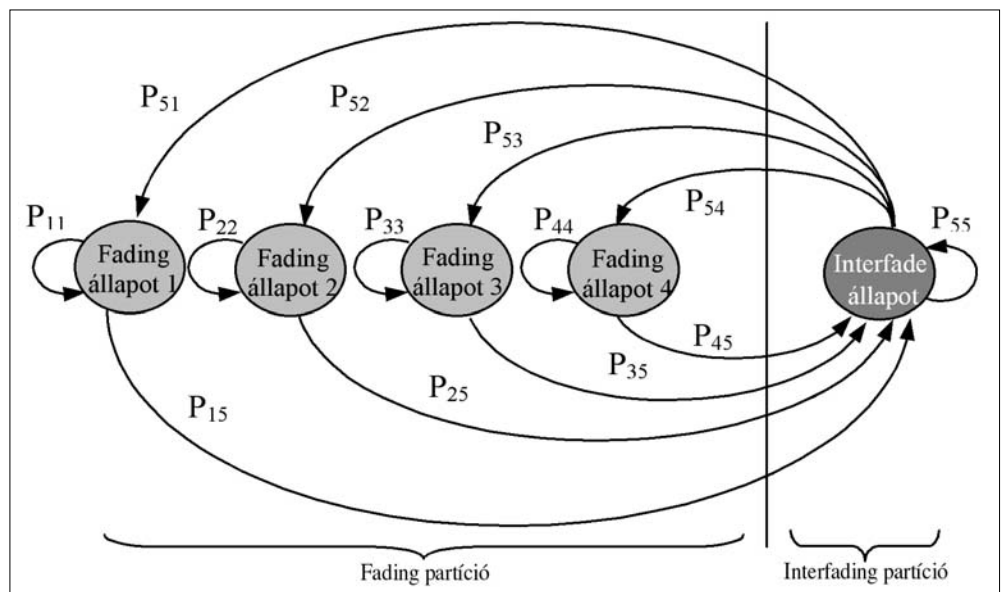 P51
P52
P53
P54
P11
P22
P33
P44
P55
Fading
állapot 1
Fading
állapot 2
Fading
állapot 3
Fading
állapot 4
Interfade
állapot
P45
P35
P25
P15
Fading partíció
Interfading partíció